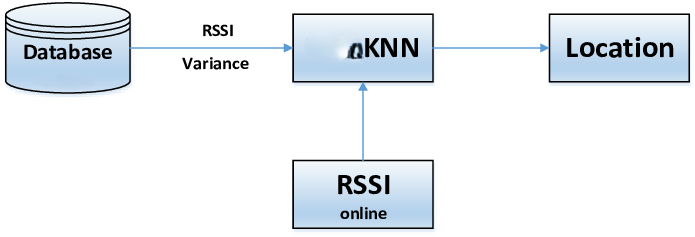 Database
RSSI
Variance
KNN
Location
RSSI
online